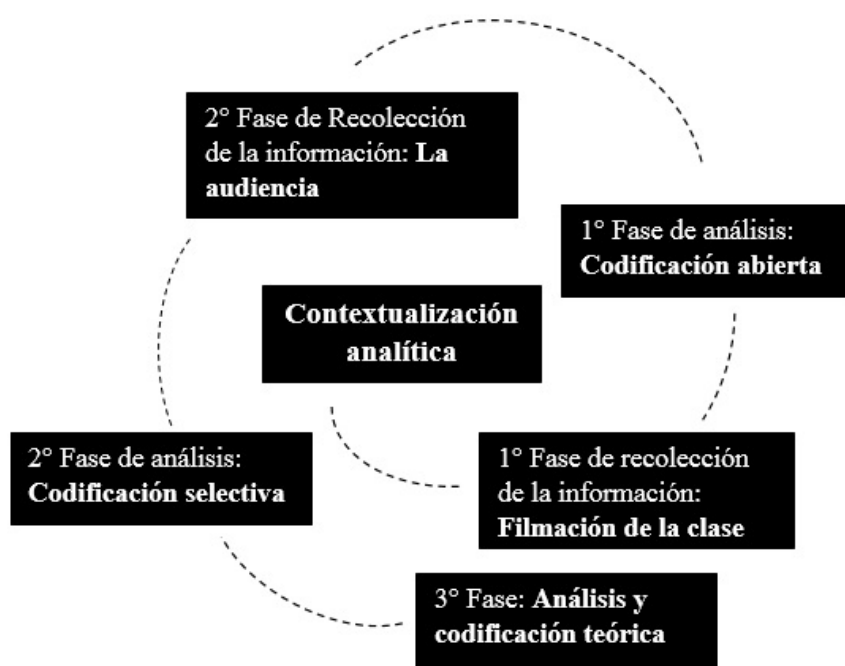 2° Fase de Recolección
de la información: La
audiencia
1° Fase de análisis:
Codificación abierta
Contextualización
analítica
2° Fase de análisis:
Codificación selectiva
1° Fase de recolección
de la información:
Filmación de la clase
3° Fase: Análisis y
codificación teórica